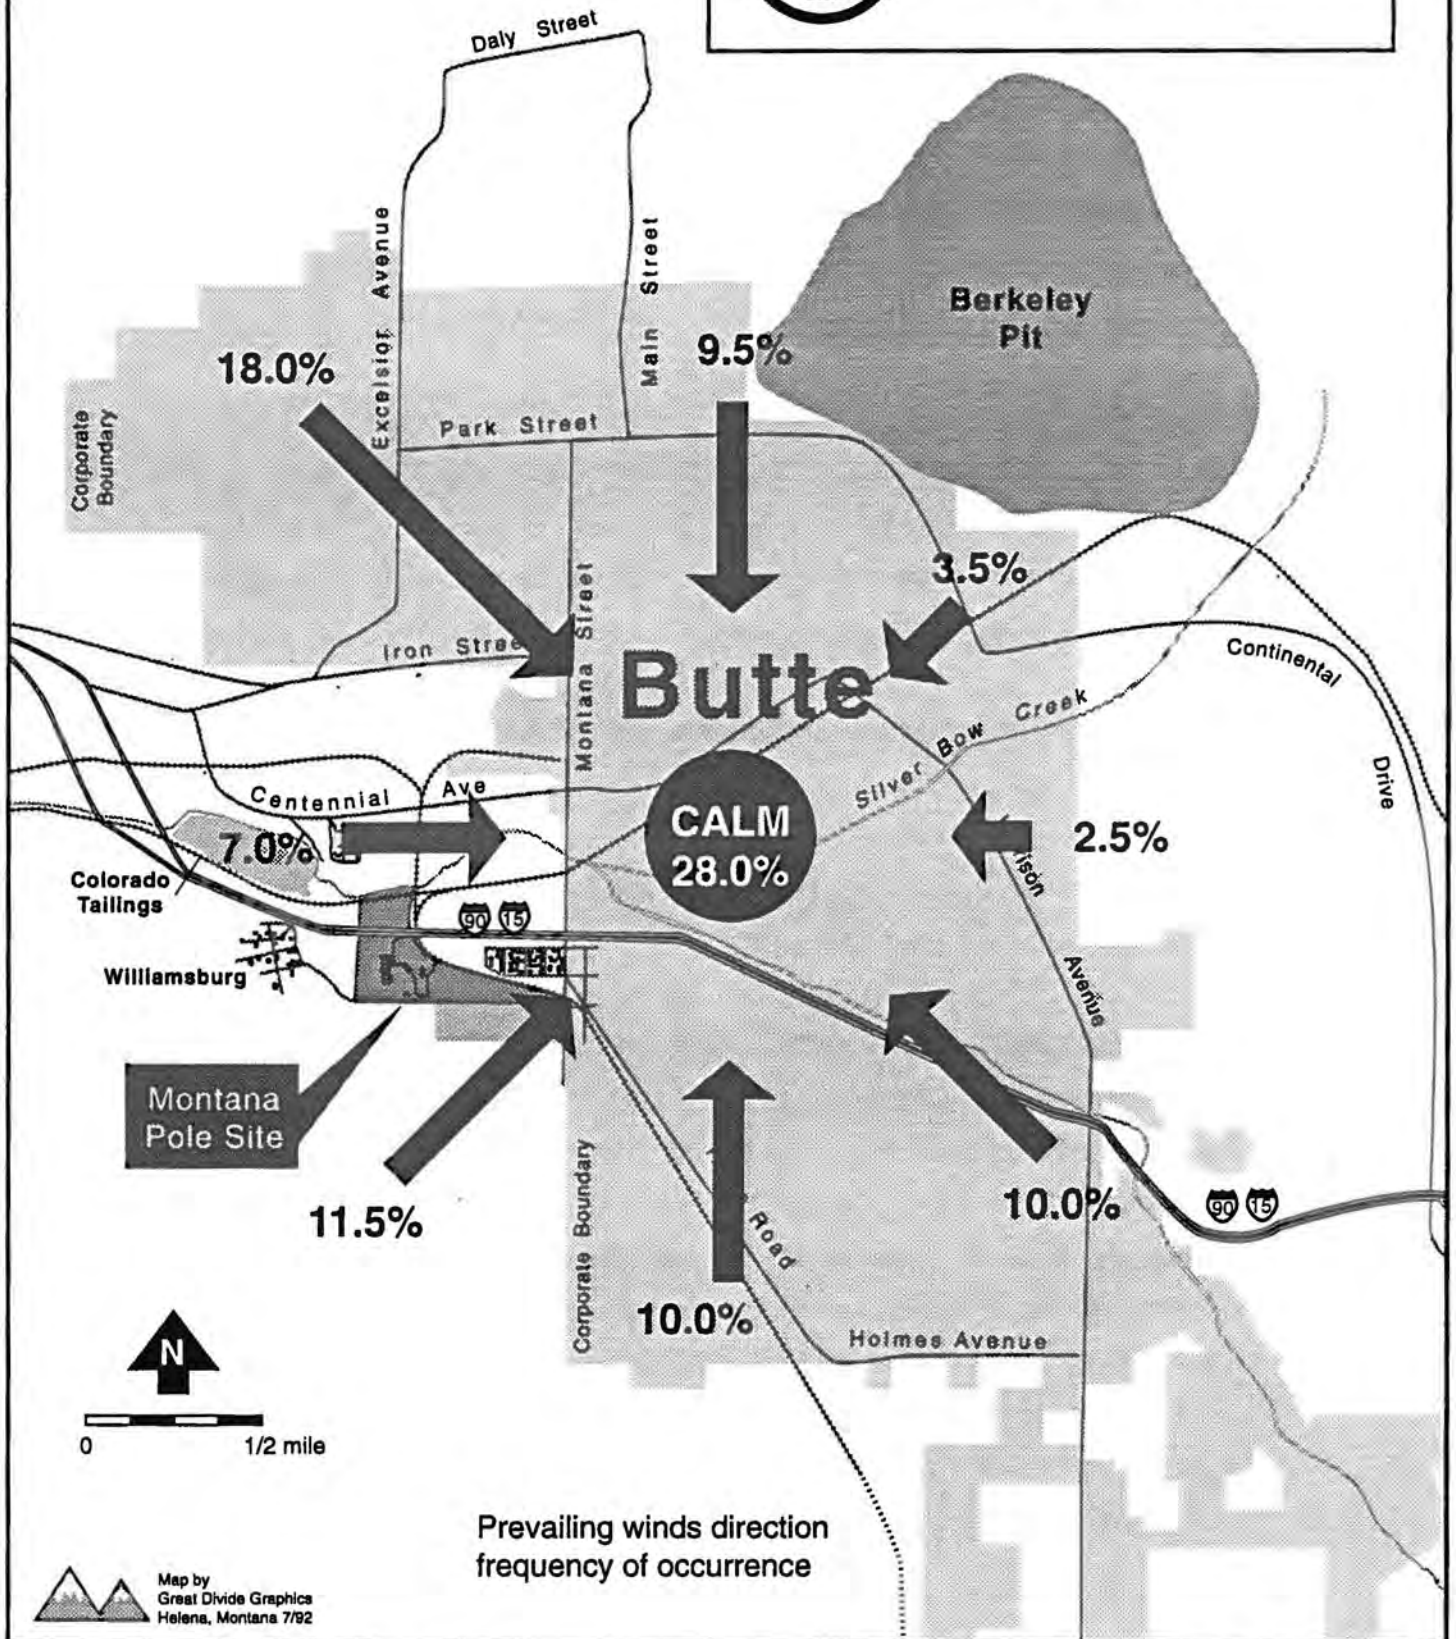 Daly Street
Excelsior Avenue
Main Street
Berkeley
Pit
18.0%
9.5%
Corporate
Boundary
Park Street
3.5%
Montana Street
Iron
Butte
Continental
Drive
Silver Bow Creek
Centennial Ave
CALM
28.0%
7.0%
2.5%
Colorado
Tailings
90 15
Williamsburg
Avenue
Montana
Pole Site
11.5%
10.0%
90 15
Corporate Boundary
Road
10.0%
Holmes Avenue
N
0 1/2 mile
Prevailing winds direction
frequency of occurrence
Map by
Great Divide Graphics
Helena, Montana 7/92